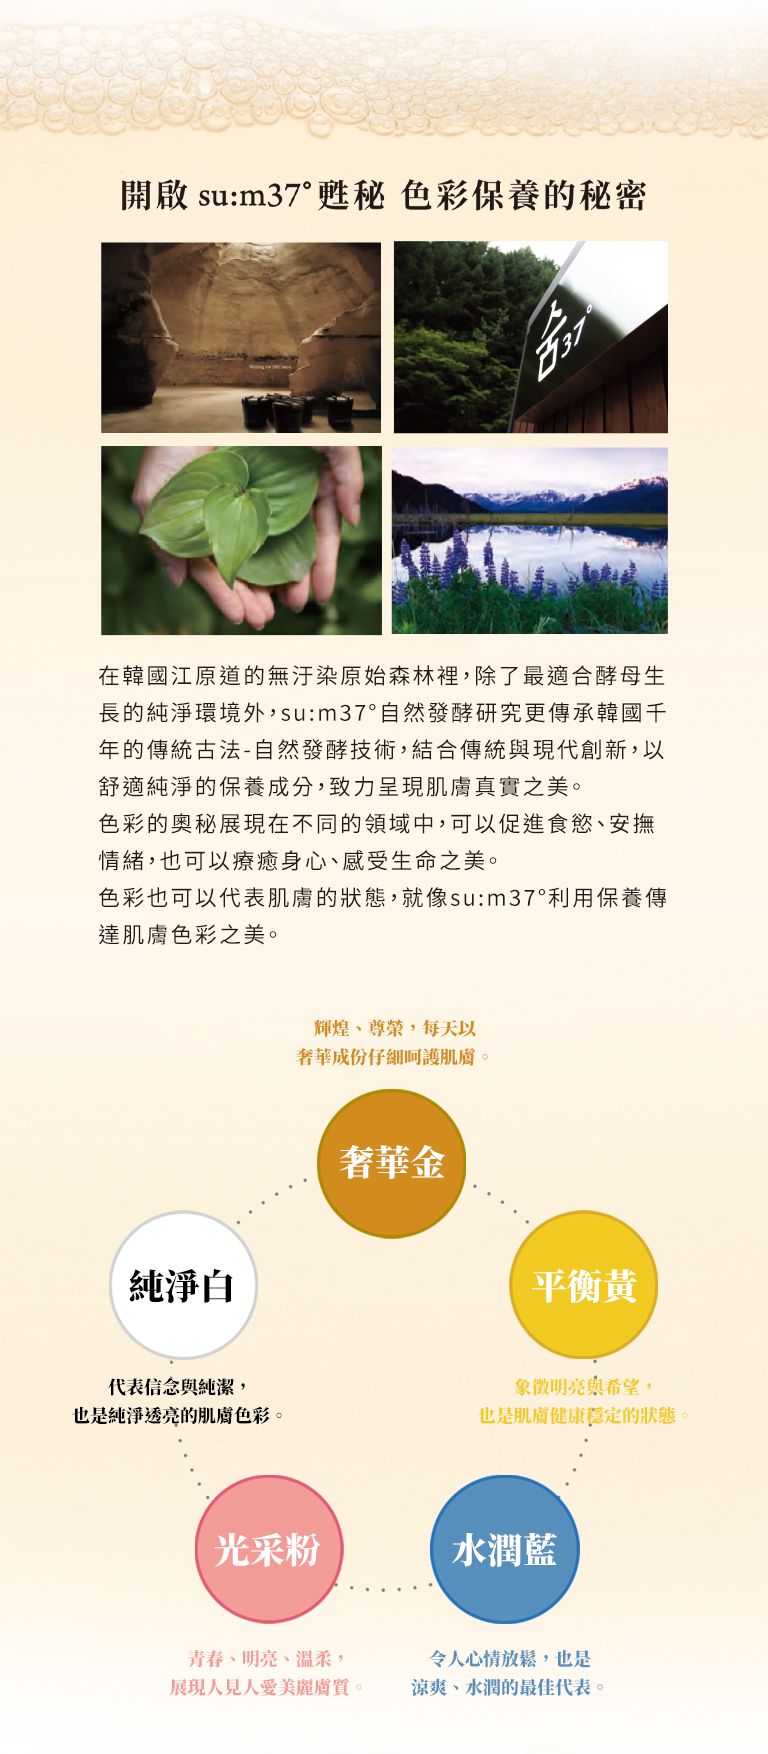 開啟 su:m37° 甦秘 色彩保養的秘密
37°
在韓國江原道的無汙染原始森林裡，除了最適合酵母生
長的純淨環境外，su:m37°自然發酵研究更傳承韓國千
年的傳統古法-自然發酵技術，結合傳統與現代創新，以
舒適純淨的保養成分，致力呈現肌膚真實之美。
色彩的奧秘展現在不同的領域中，可以促進食慾、安撫
情緒，也可以療癒身心、感受生命之美。
色彩也可以代表肌膚的狀態，就像su:m37°利用保養傳
達肌膚色彩之美。
輝煌、尊榮，每天以
奢華成份仔細呵護肌膚。
奢華金
純淨白
平衡黃
代表信念與純潔，
也是純淨透亮的肌膚色彩。
象徵明亮與希望，
也是肌膚健康穩定的狀態。
光采粉
水潤藍
青春、明亮、溫柔，
展現人見人愛美麗膚質。
令人心情放鬆，也是
涼爽、水潤的最佳代表。